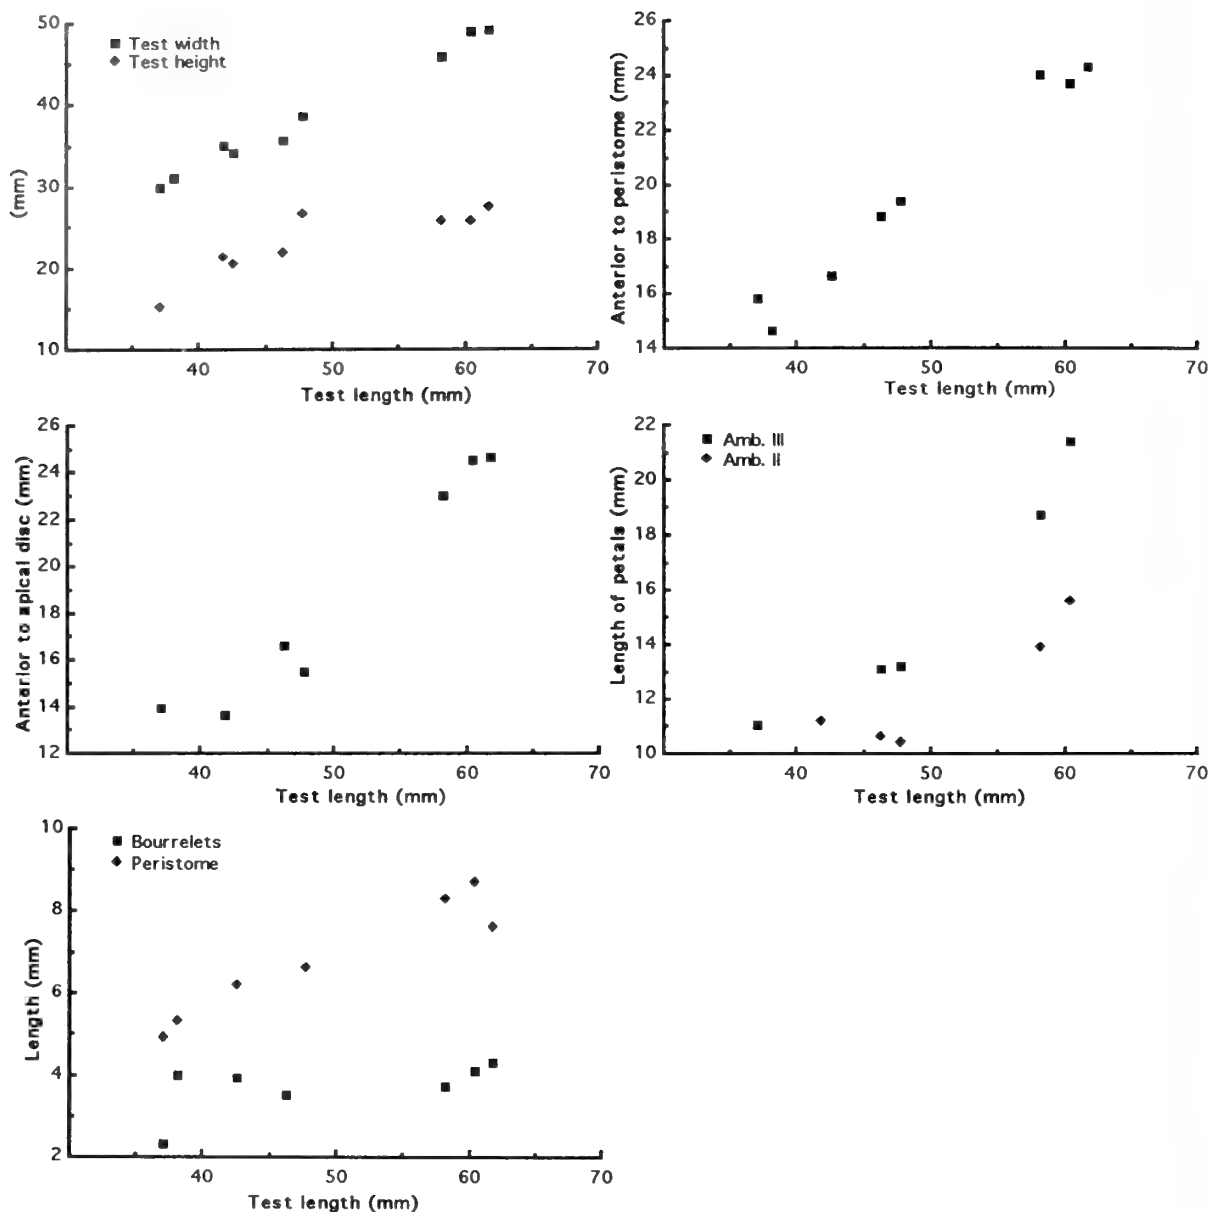 50
40
30
20
10
(mm)
Test width
Test height
40 50 60 70
Test length (mm)
26
24
22
20
18
16
14
Anterior to peristome (mm)
40 50 60 70
Test length (mm)
26
24
22
20
18
16
14
12
Anterior to apical disc (mm)
40 50 60 70
Test length (mm)
22
20
18
16
14
12
10
Length of petals (mm)
Amb. III
Amb. II
40 50 60 70
Test length (mm)
10
8
6
4
2
Length (mm)
Bourrelets
Peristome
40 50 60 70
Test length (mm)